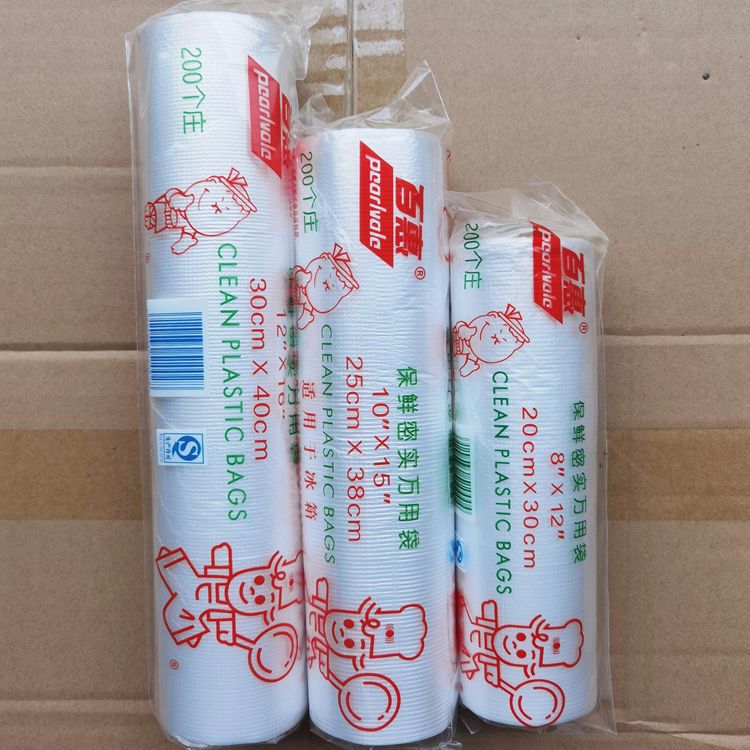 200个庄
百惠
pearlvale
CLEAN PLASTIC BAGS
12"X16"
30cm X 40cm
®
200个庄
百惠
pearlvale
®
保鲜密实万用袋
10"X15"
25cm X 38cm
CLEAN PLASTIC BAGS
适用于冰箱
200个庄
百惠
pearlvale
®
保鲜密实万用袋
8"X12"
20cm X 30cm
CLEAN PLASTIC BAGS